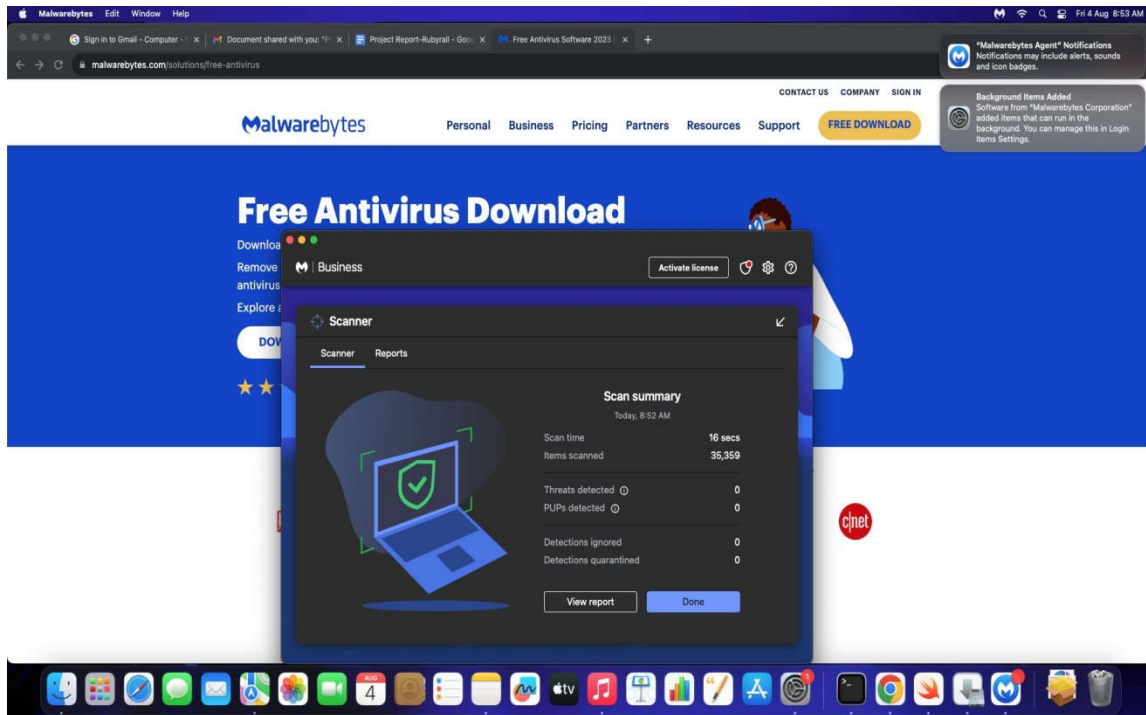 Malwarebytes Edit Window Help
Fri 4 Aug 8:53 AM
Sign in to Gmail - Computer -
Document shared with you: "P
Project Report-Rubyrail - Goo
Free Antivirus Software 2023 |
malwarebytes.com/solutions/free-antivirus
"Malwarebytes Agent" Notifications
Notifications may include alerts, sounds
and icon badges.
Background Items Added
Software from "Malwarebytes Corporation"
added items that can run in the
background. You can manage this in Login
Items Settings.
CONTACT US COMPANY SIGN IN
Malwarebytes
Personal Business Pricing Partners Resources Support FREE DOWNLOAD
Free Antivirus Download
Downloa
Remove
antivirus
Explore a
DOW
Business
Activate license
Scanner
Scanner Reports
Scan summary
Today, 8:52 AM
Scan time 16 secs
Items scanned 35,359
Threats detected 0
PUPs detected 0
Detections ignored 0
Detections quarantined 0
View report Done
c|net
AUG
4
tv
1